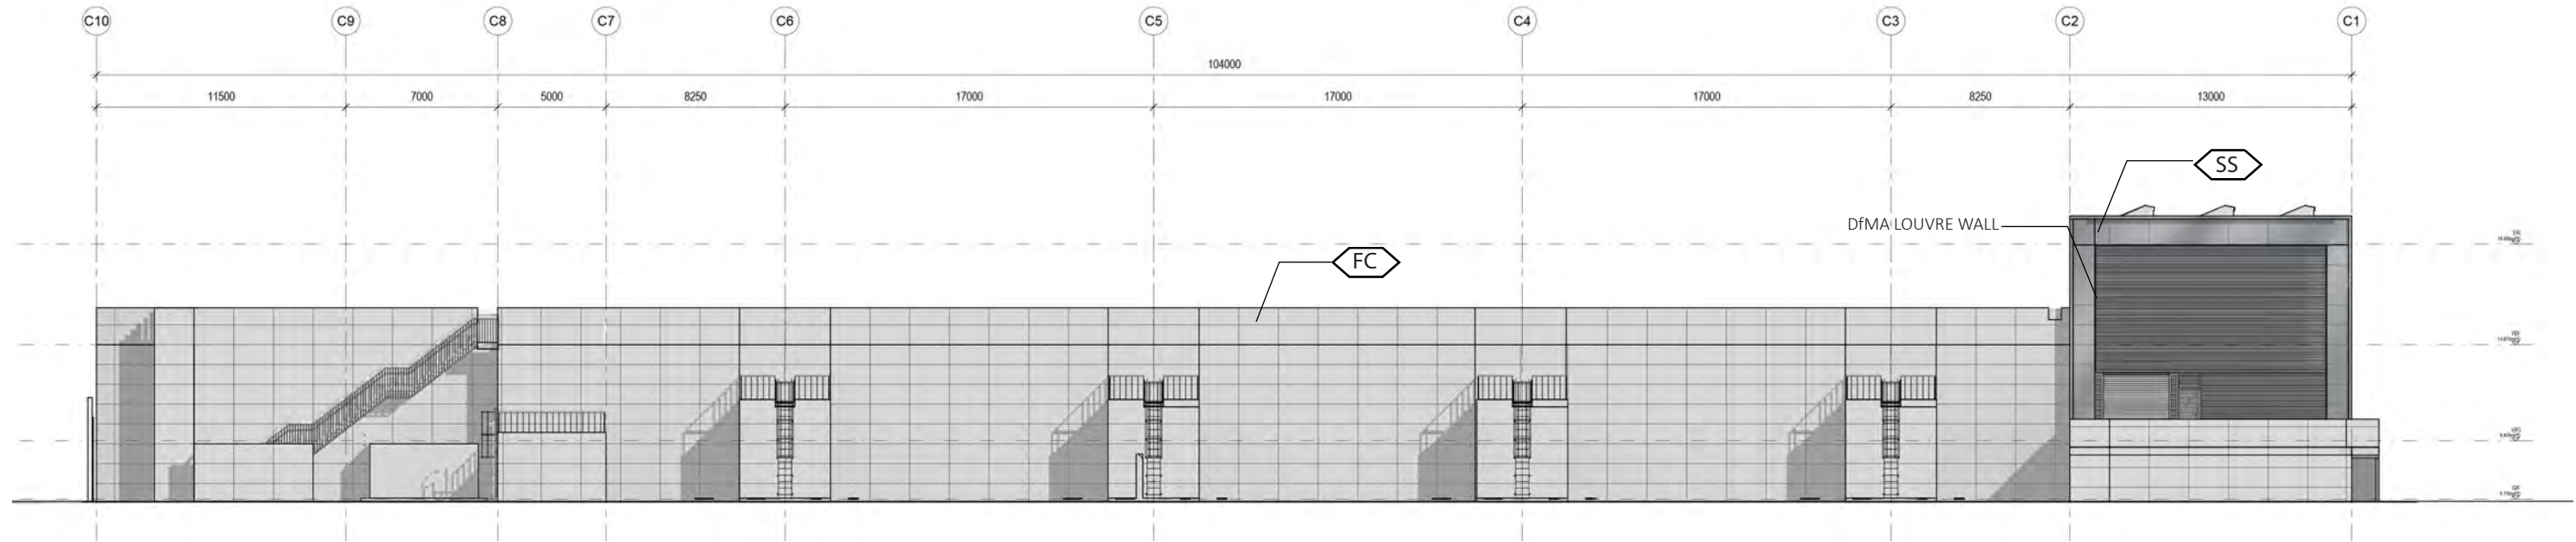 C10 C9 C8 C7 C6 C5 C4 C3 C2 C1
104000
11500 7000 5000 8250 17000 17000 17000 8250 13000
SS
DfMA LOUVRE WALL
FC